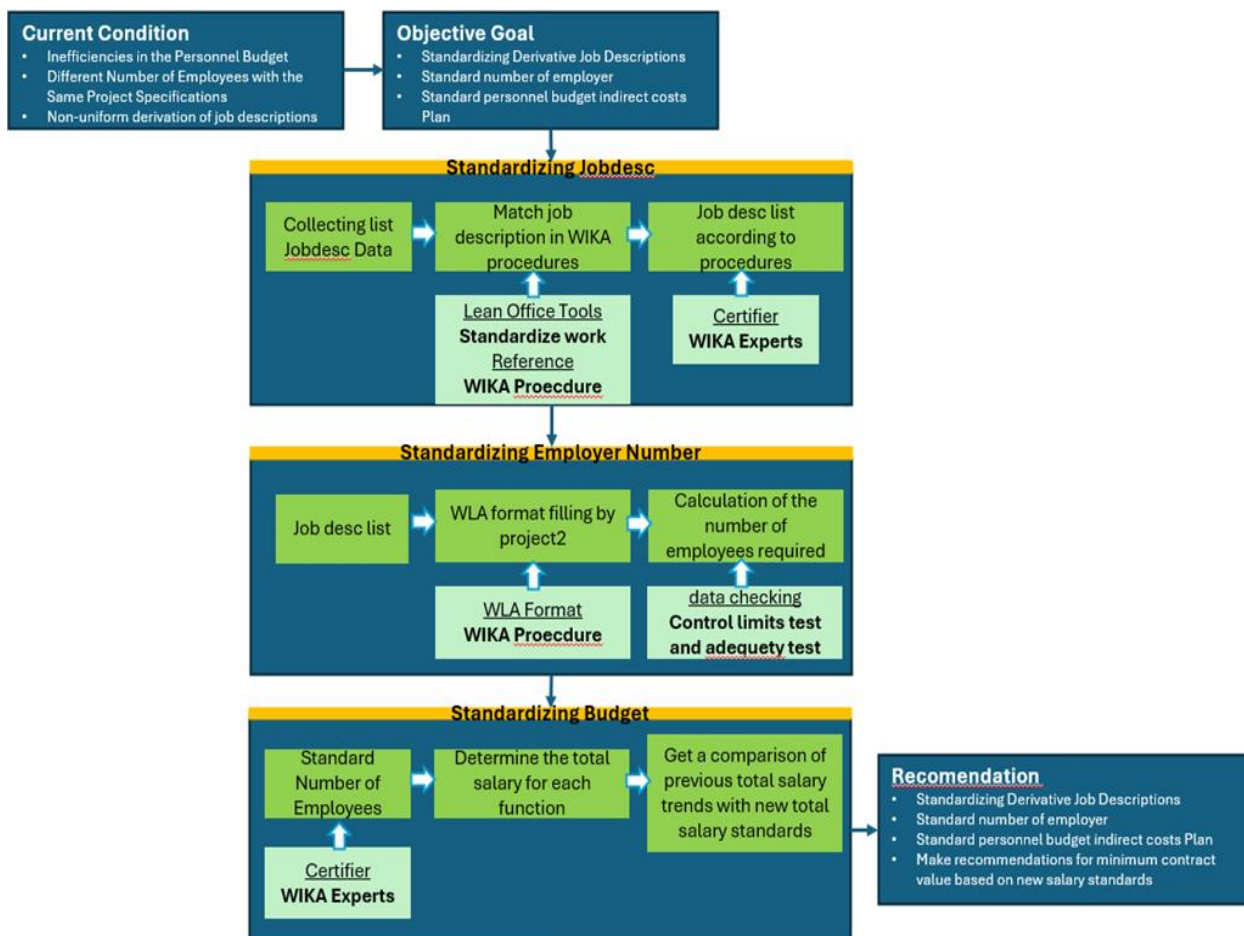 Current Condition
• Inefficiencies in the Personnel Budget
• Different Number of Employees with the
Same Project Specifications
• Non-uniform derivation of job descriptions
Objective Goal
• Standardizing Derivative Job Descriptions
• Standard number of employer
• Standard personnel budget indirect costs
Plan
Standardizing Jobdesc
Collecting list
Jobdesc Data
Match job
description in WIKA
procedures
Job desc list
according to
procedures
Lean Office Tools
Standardize work
Reference
WIKA Proecdure
Certifier
WIKA Experts
Standardizing Employer Number
Job desc list
WLA format filling by
project2
Calculation of the
number of
employees required
WLA Format
WIKA Proecdure
data checking
Control limits test
and adequety test
Standardizing Budget
Standard
Number of
Employees
Determine the total
salary for each
function
Get a comparison of
previous total salary
trends with new total
salary standards
Certifier
WIKA Experts
Recomendation
• Standardizing Derivative Job Descriptions
• Standard number of employer
• Standard personnel budget indirect costs Plan
• Make recommendations for minimum contract
value based on new salary standards